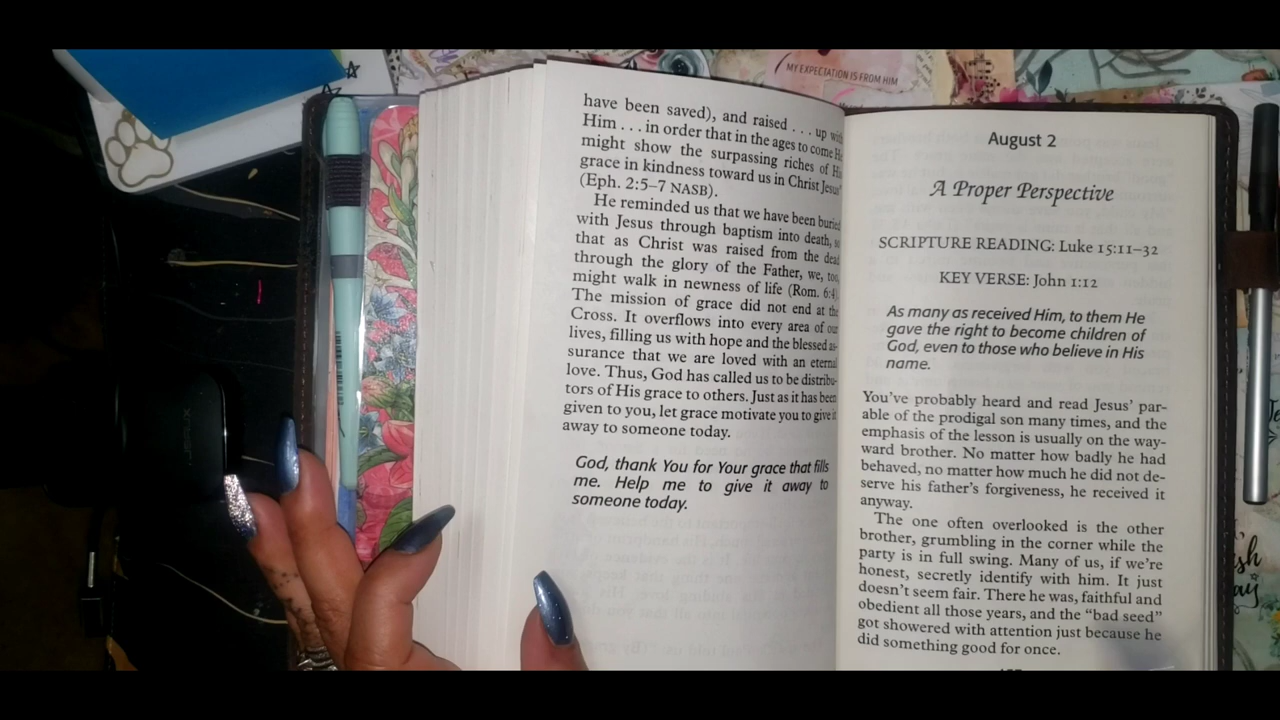 MY EXPECTATION IS FROM HIM
have been saved), and raised . . . up with
Him . . . in order that in the ages to come He
might show the surpassing riches of His
grace in kindness toward us in Christ Jesus"
(Eph. 2:5–7 NASB).
He reminded us that we have been buried
with Jesus through baptism into death, so
that as Christ was raised from the dead
through the glory of the Father, we, too,
might walk in newness of life (Rom. 6:4).
The mission of grace did not end at the
Cross. It overflows into every area of our
lives, filling us with hope and the blessed as-
surance that we are loved with an eternal
love. Thus, God has called us to be distribu-
tors of His grace to others. Just as it has been
given to you, let grace motivate you to give it
away to someone today.
God, thank You for Your grace that fills
me. Help me to give it away to
someone today.
August 2
A Proper Perspective
SCRIPTURE READING: Luke 15:11–32
KEY VERSE: John 1:12
As many as received Him, to them He
gave the right to become children of
God, even to those who believe in His
name.
You've probably heard and read Jesus' par-
able of the prodigal son many times, and the
emphasis of the lesson is usually on the way-
ward brother. No matter how badly he had
behaved, no matter how much he did not de-
serve his father's forgiveness, he received it
anyway.
The one often overlooked is the other
brother, grumbling in the corner while the
party is in full swing. Many of us, if we're
honest, secretly identify with him. It just
doesn't seem fair. There he was, faithful and
obedient all those years, and the "bad seed"
got showered with attention just because he
did something good for once.